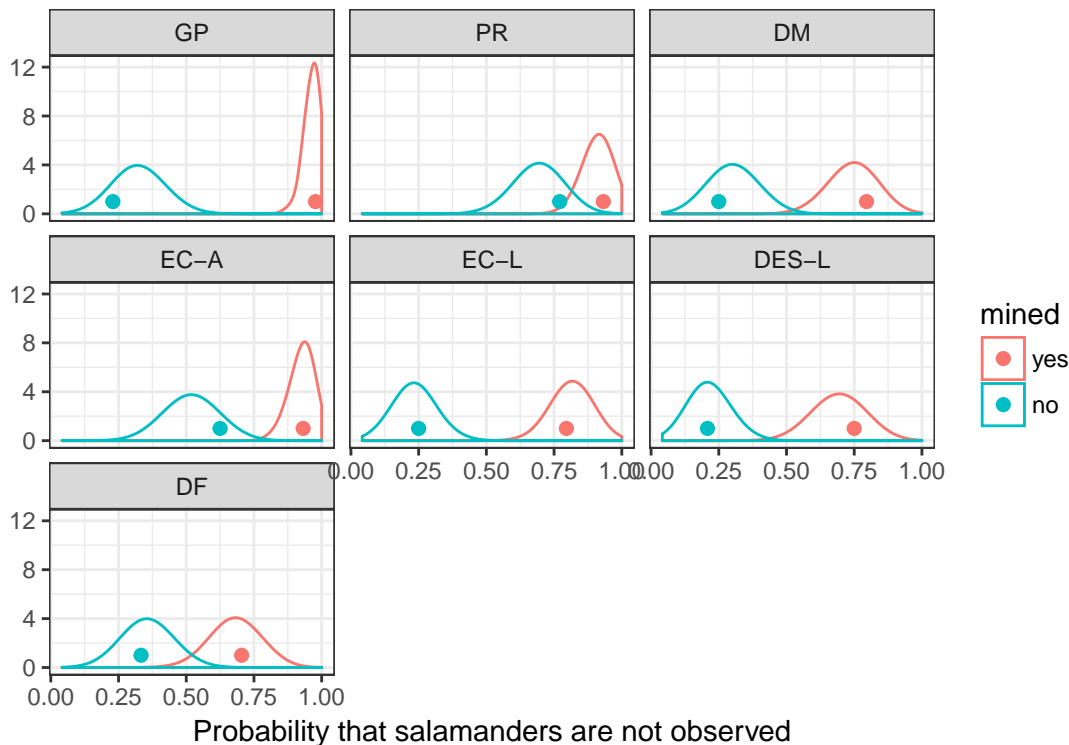 GP PR DM
12
8
4
0
EC−A EC−L DES−L
12
8
4
0
mined
yes
no
0.00 0.25 0.50 0.75 1.00 0.00 0.25 0.50 0.75 1.00
DF
12
8
4
0
0.00 0.25 0.50 0.75 1.00
Probability that salamanders are not observed